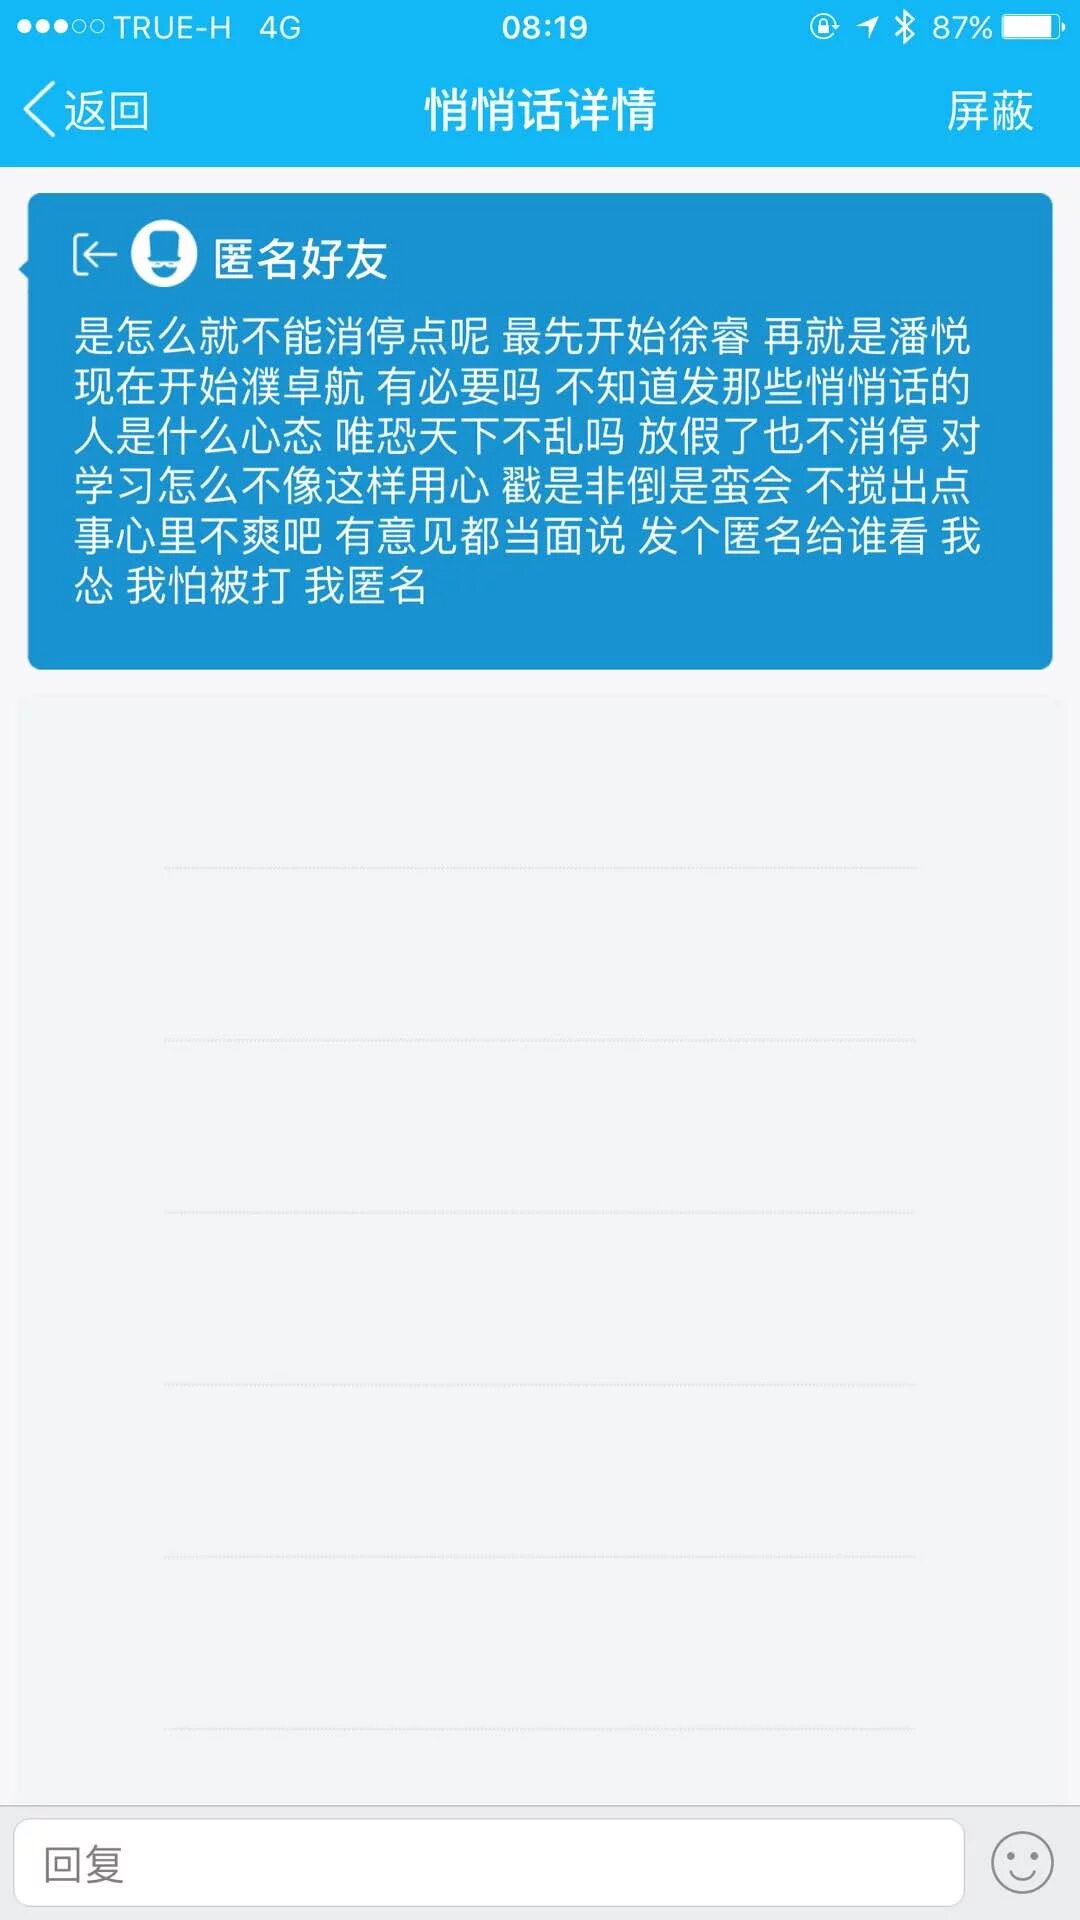 TRUE-H 4G 08:19 87%
返回 悄悄话详情 屏蔽
匿名好友
是怎么就不能消停点呢 最先开始徐睿 再就是潘悦
现在开始濮卓航 有必要吗 不知道发那些悄悄话的
人是什么心态 唯恐天下不乱吗 放假了也不消停 对
学习怎么不像这样用心 戳是非倒是蛮会 不搅出点
事心里不爽吧 有意见都当面说 发个匿名给谁看 我
怂 我怕被打 我匿名
回复